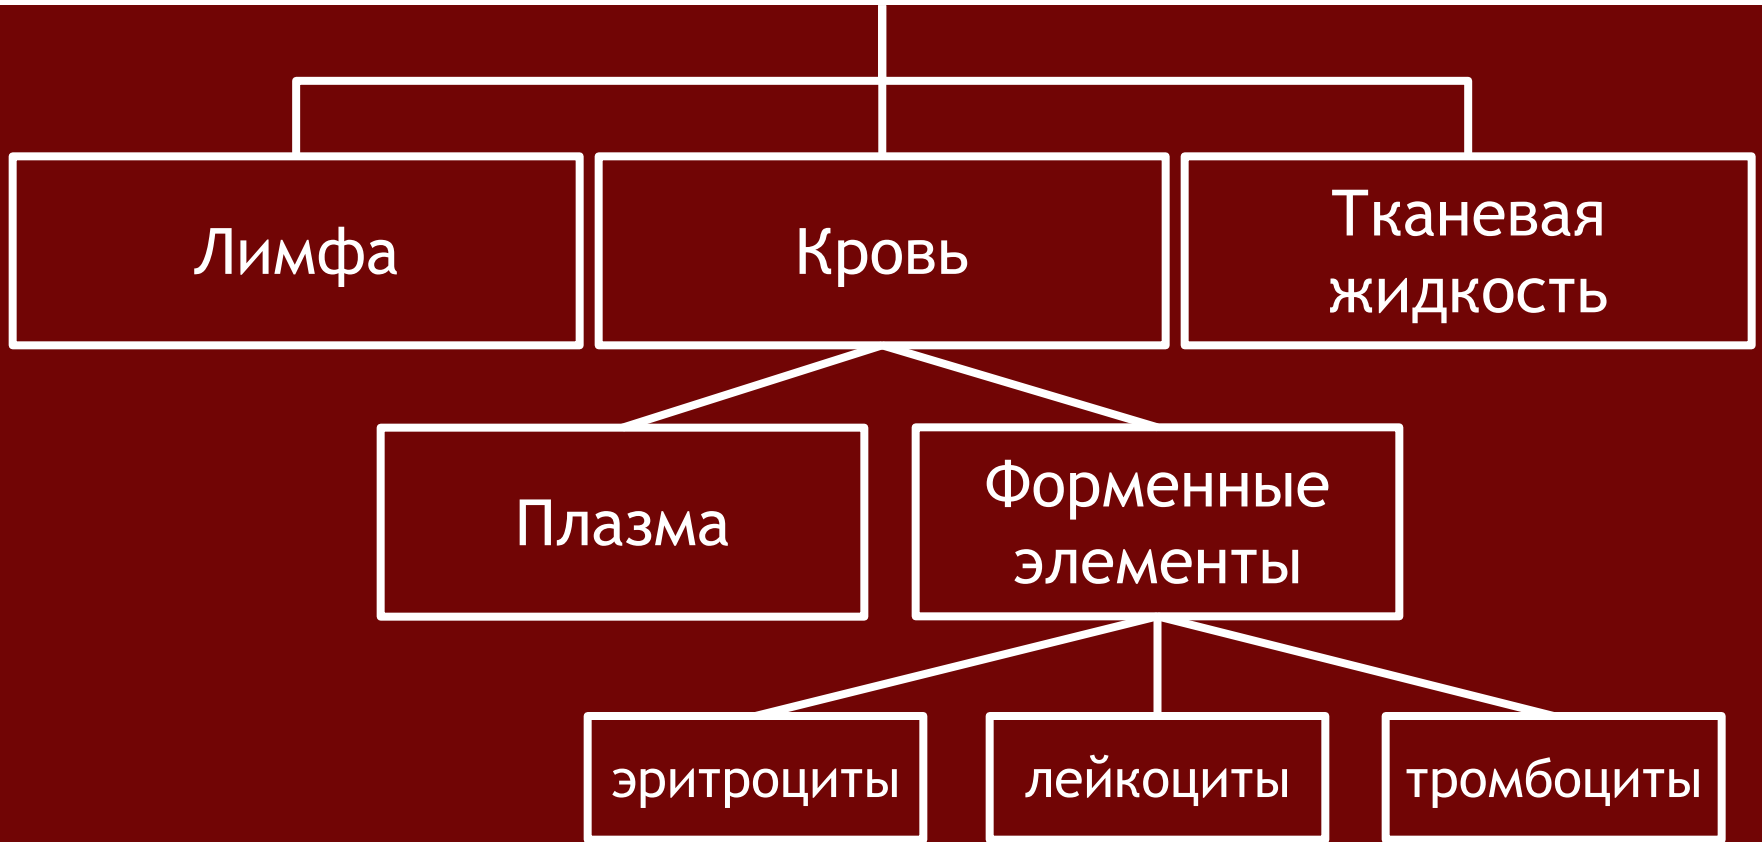 Лимфа
Кровь
Тканевая
жидкость
Плазма
Форменные
элементы
эритроциты
лейкоциты
тромбоциты